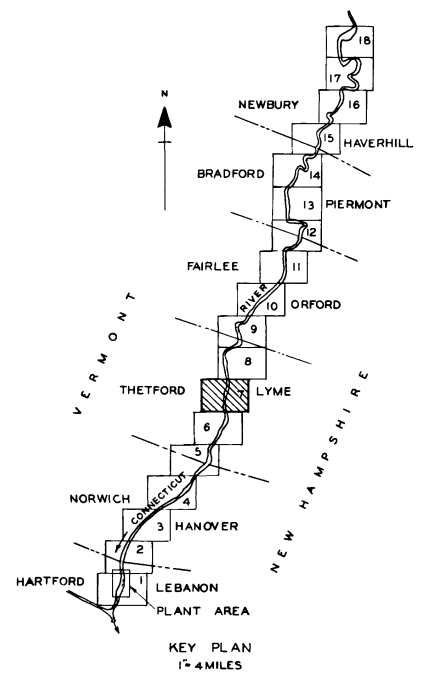 18
17
N
NEWBURY
16
15
HAVERHILL
BRADFORD
14
13
PIERMONT
12
FAIRLEE
11
RIVER
10
ORFORD
9
VERMONT
8
THETFORD
7
LYME
6
NEW HAMPSHIRE
5
CONNECTICUT
4
NORWICH
3
HANOVER
2
HARTFORD
1
LEBANON
PLANT AREA
KEY PLAN
1"= 4 MILES